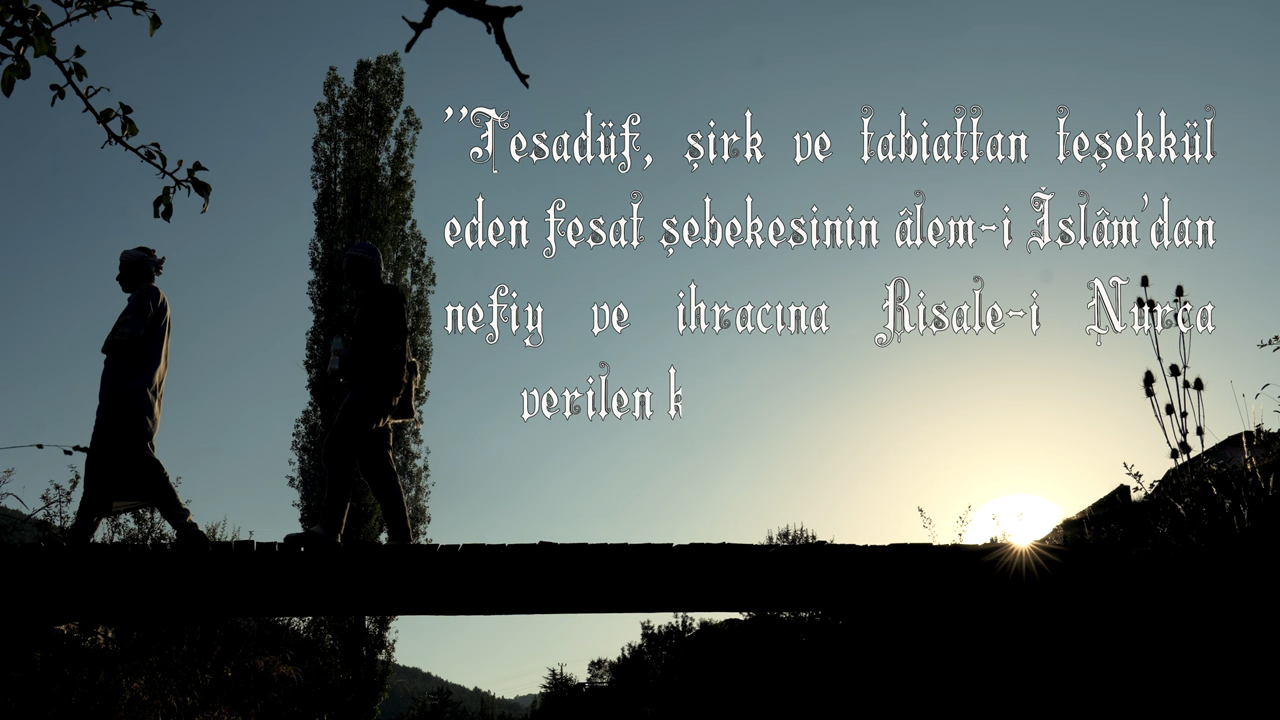 "Tesadüf, şirk ve tabiattan teşekkül
eden fesat şebekesinin âlem-i İslâm'dan
nefiy ve ihracına Risale-i Nurca
verilen k